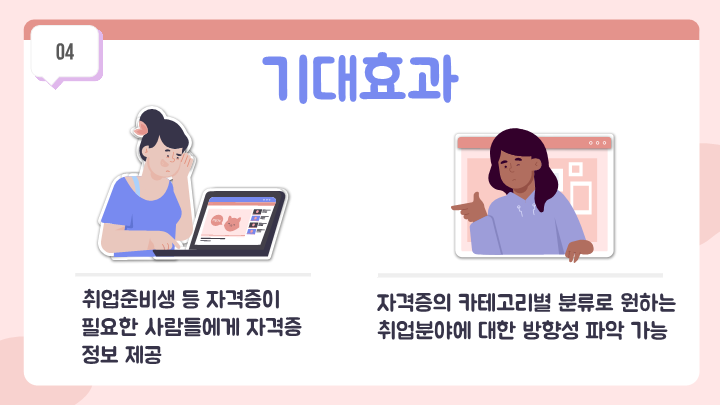 04
기대효과
취업준비생 등 자격증이
필요한 사람들에게 자격증
정보 제공
자격증의 카테고리별 분류로 원하는
취업분야에 대한 방향성 파악 가능